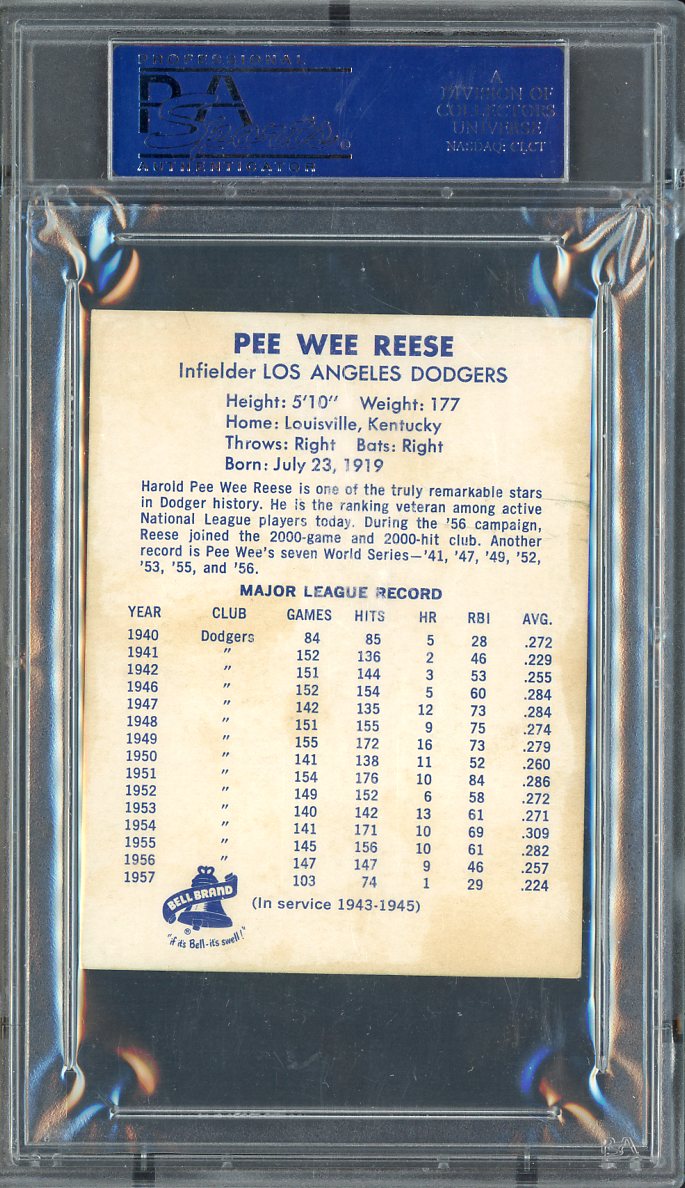 PROFESSIONAL
PSA
Sports
AUTHENTICATOR
A
DIVISION OF
COLLECTORS
UNIVERSE
NASDAQ: CLCT
PEE WEE REESE
Infielder LOS ANGELES DODGERS
Height: 5'10" Weight: 177
Home: Louisville, Kentucky
Throws: Right Bats: Right
Born: July 23, 1919
Harold Pee Wee Reese is one of the truly remarkable stars
in Dodger history. He is the ranking veteran among active
National League players today. During the '56 campaign,
Reese joined the 2000-game and 2000-hit club. Another
record is Pee Wee's seven World Series—'41, '47, '49, '52,
'53, '55, and '56.
MAJOR LEAGUE RECORD
YEAR CLUB GAMES HITS HR RBI AVG.
1940 Dodgers 84 85 5 28 .272
1941 " 152 136 2 46 .229
1942 " 151 144 3 53 .255
1946 " 152 154 5 60 .284
1947 " 142 135 12 73 .284
1948 " 151 155 9 75 .274
1949 " 155 172 16 73 .279
1950 " 141 138 11 52 .260
1951 " 154 176 10 84 .286
1952 " 149 152 6 58 .272
1953 " 140 142 13 61 .271
1954 " 141 171 10 69 .309
1955 " 145 156 10 61 .282
1956 " 147 147 9 46 .257
1957 103 74 1 29 .224
BELL BRAND
®
"if it's Bell-it's swell!"
(In service 1943-1945)
PSA